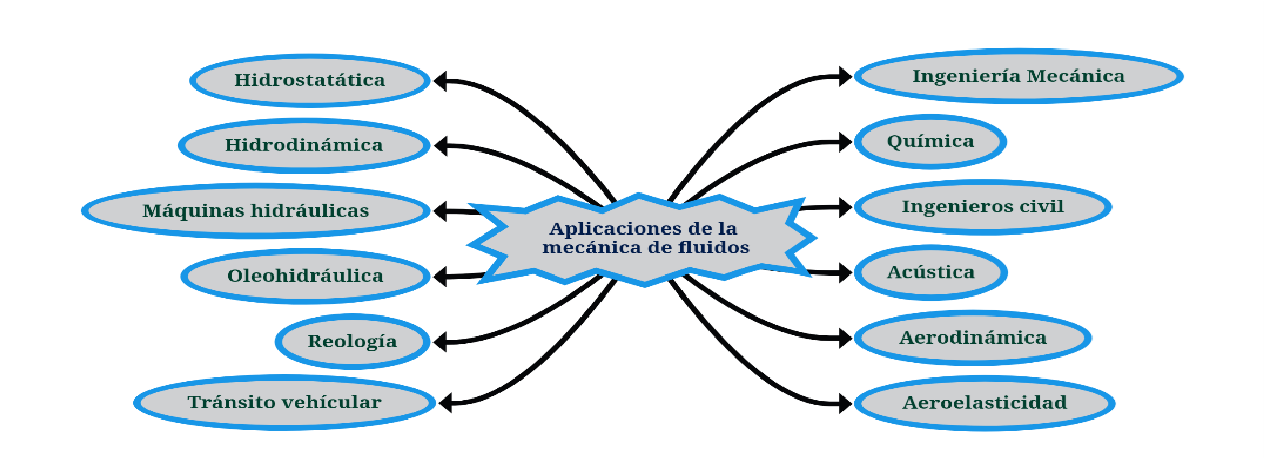 Hidrostatática
Hidrodinámica
Máquinas hidráulicas
Oleohidráulica
Reología
Tránsito vehícular
Aplicaciones de la
mecánica de fluidos
Ingeniería Mecánica
Química
Ingenieros civil
Acústica
Aerodinámica
Aeroelasticidad